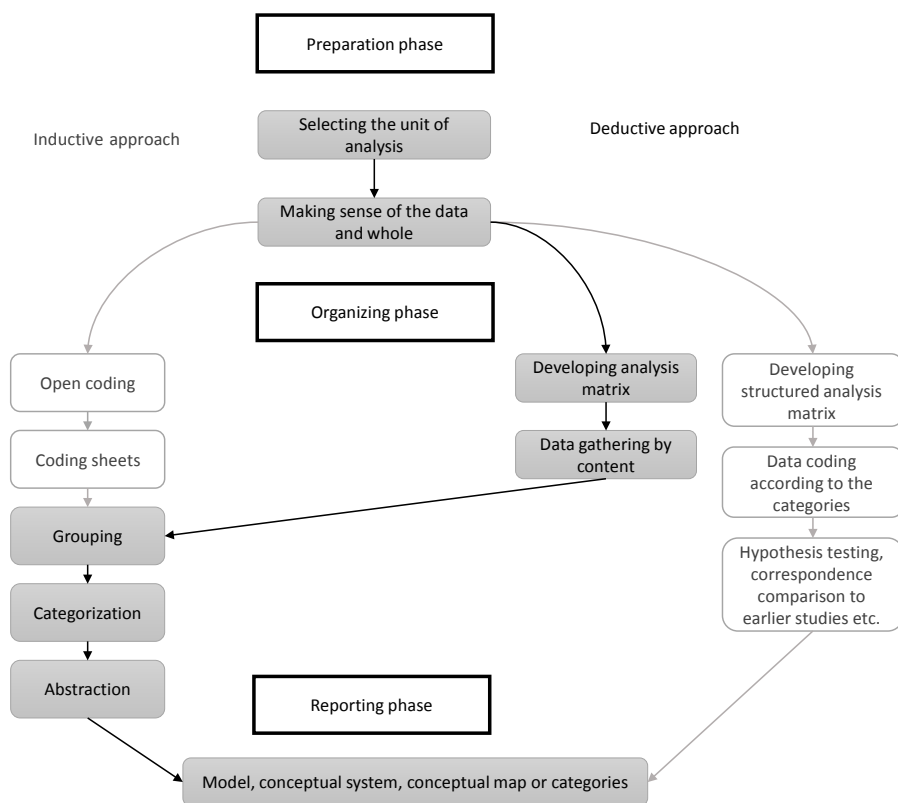 Preparation phase
Inductive approach
Selecting the unit of
analysis
Deductive approach
Making sense of the data
and whole
Organizing phase
Open coding
Developing analysis
matrix
Developing
structured analysis
matrix
Coding sheets
Data gathering by
content
Data coding
according to the
categories
Grouping
Hypothesis testing,
correspondence
comparison to
earlier studies etc.
Categorization
Abstraction
Reporting phase
Model, conceptual system, conceptual map or categories